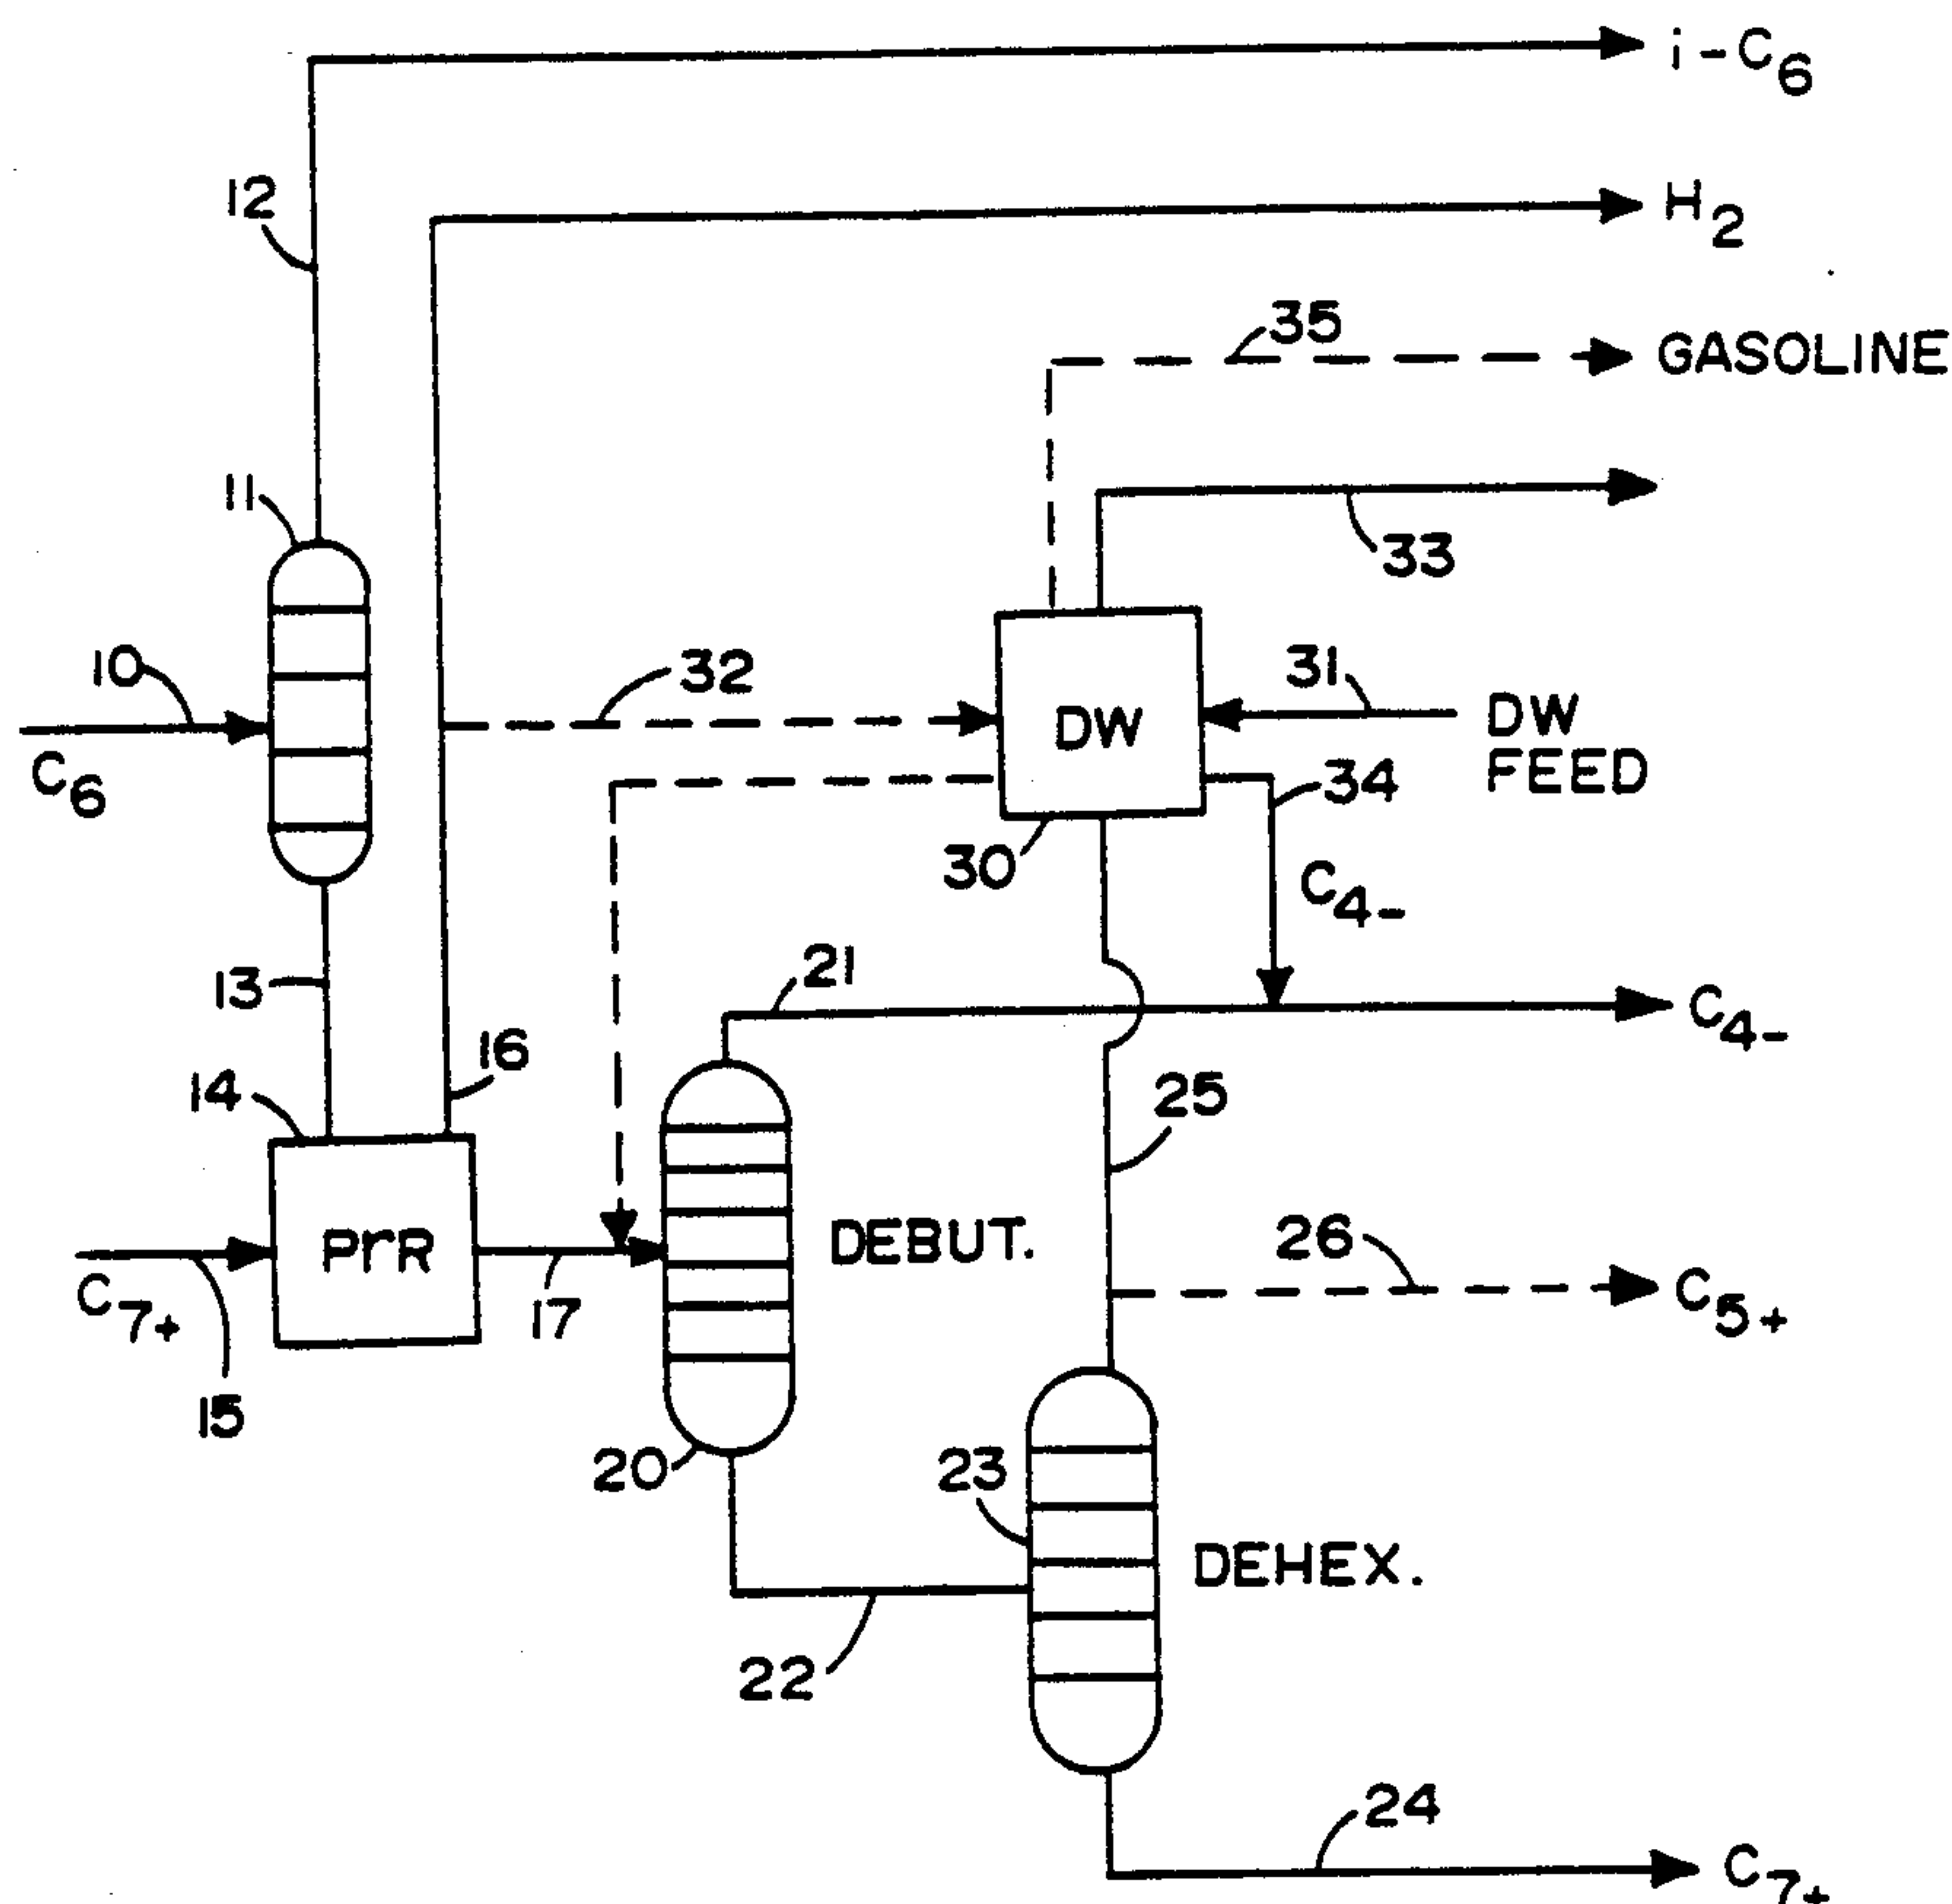 i-C6
12
H2
35
GASOLINE
11
33
10
32
31
DW
DW
FEED
C6
34
30
C4-
13
21
C4-
16
14
25
PrR
DEBUT.
26
C7+
17
C5+
15
20
23
DEHEX.
22
24
C7+